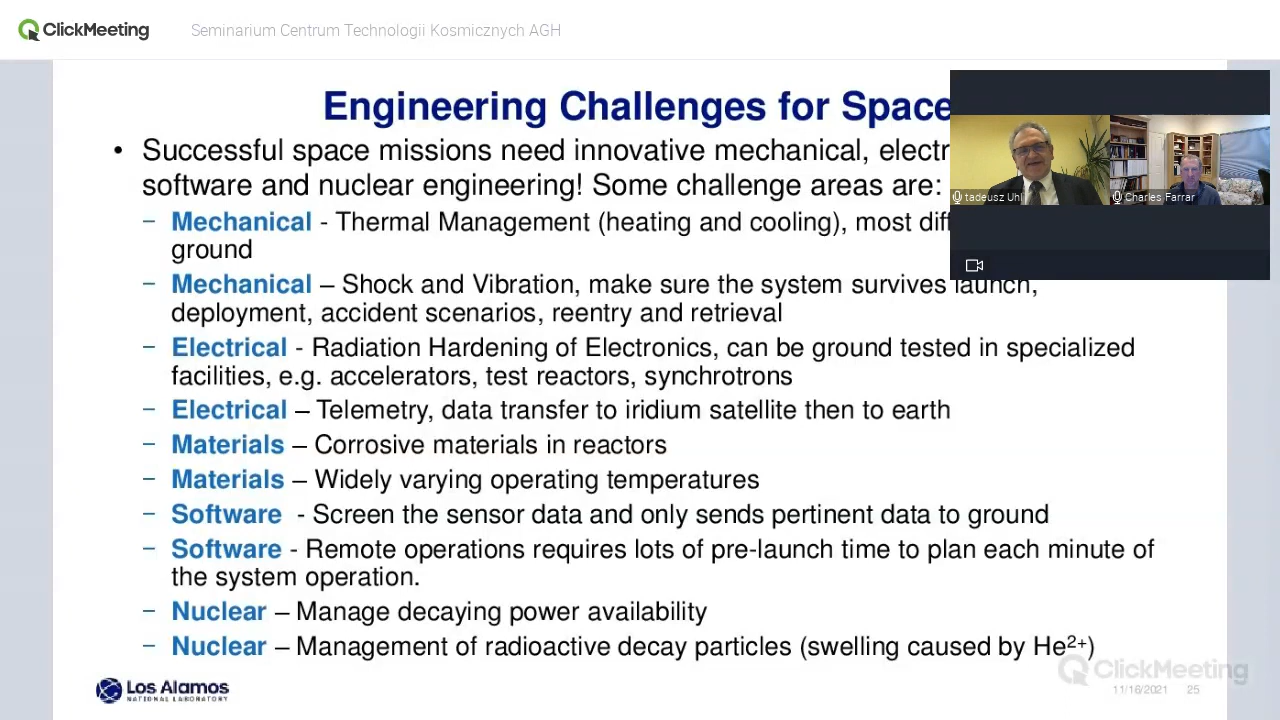 ClickMeeting
Seminarium Centrum Technologii Kosmicznych AGH
Engineering Challenges for Space
• Successful space missions need innovative mechanical,
software and nuclear engineering! Some challenge areas are:
– Mechanical - Thermal Management (heating and cooling), most
ground
– Mechanical – Shock and Vibration, make sure the system survives launch,
deployment, accident scenarios, reentry and retrieval
– Electrical - Radiation Hardening of Electronics, can be ground tested in specialized
facilities, e.g. accelerators, test reactors, synchrotrons
– Electrical – Telemetry, data transfer to iridium satellite then to earth
– Materials – Corrosive materials in reactors
– Materials – Widely varying operating temperatures
– Software - Screen the sensor data and only sends pertinent data to ground
– Software - Remote operations requires lots of pre-launch time to plan each minute of
the system operation.
– Nuclear – Manage decaying power availability
– Nuclear – Management of radioactive decay particles (swelling caused by He²⁺)
tadeusz Uhl
Charles Farrar
Los Alamos
NATIONAL LABORATORY
ClickMeeting
11/16/2021 25